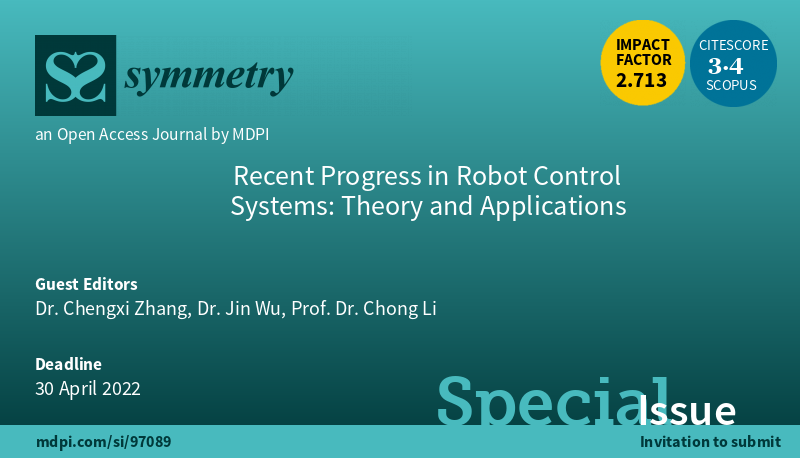 symmetry
an Open Access Journal by MDPI
IMPACT
FACTOR
2.713
CITESCORE
3.4
SCOPUS
Recent Progress in Robot Control
Systems: Theory and Applications
Guest Editors
Dr. Chengxi Zhang, Dr. Jin Wu, Prof. Dr. Chong Li
Deadline
30 April 2022
Special
Issue
mdpi.com/si/97089
Invitation to submit